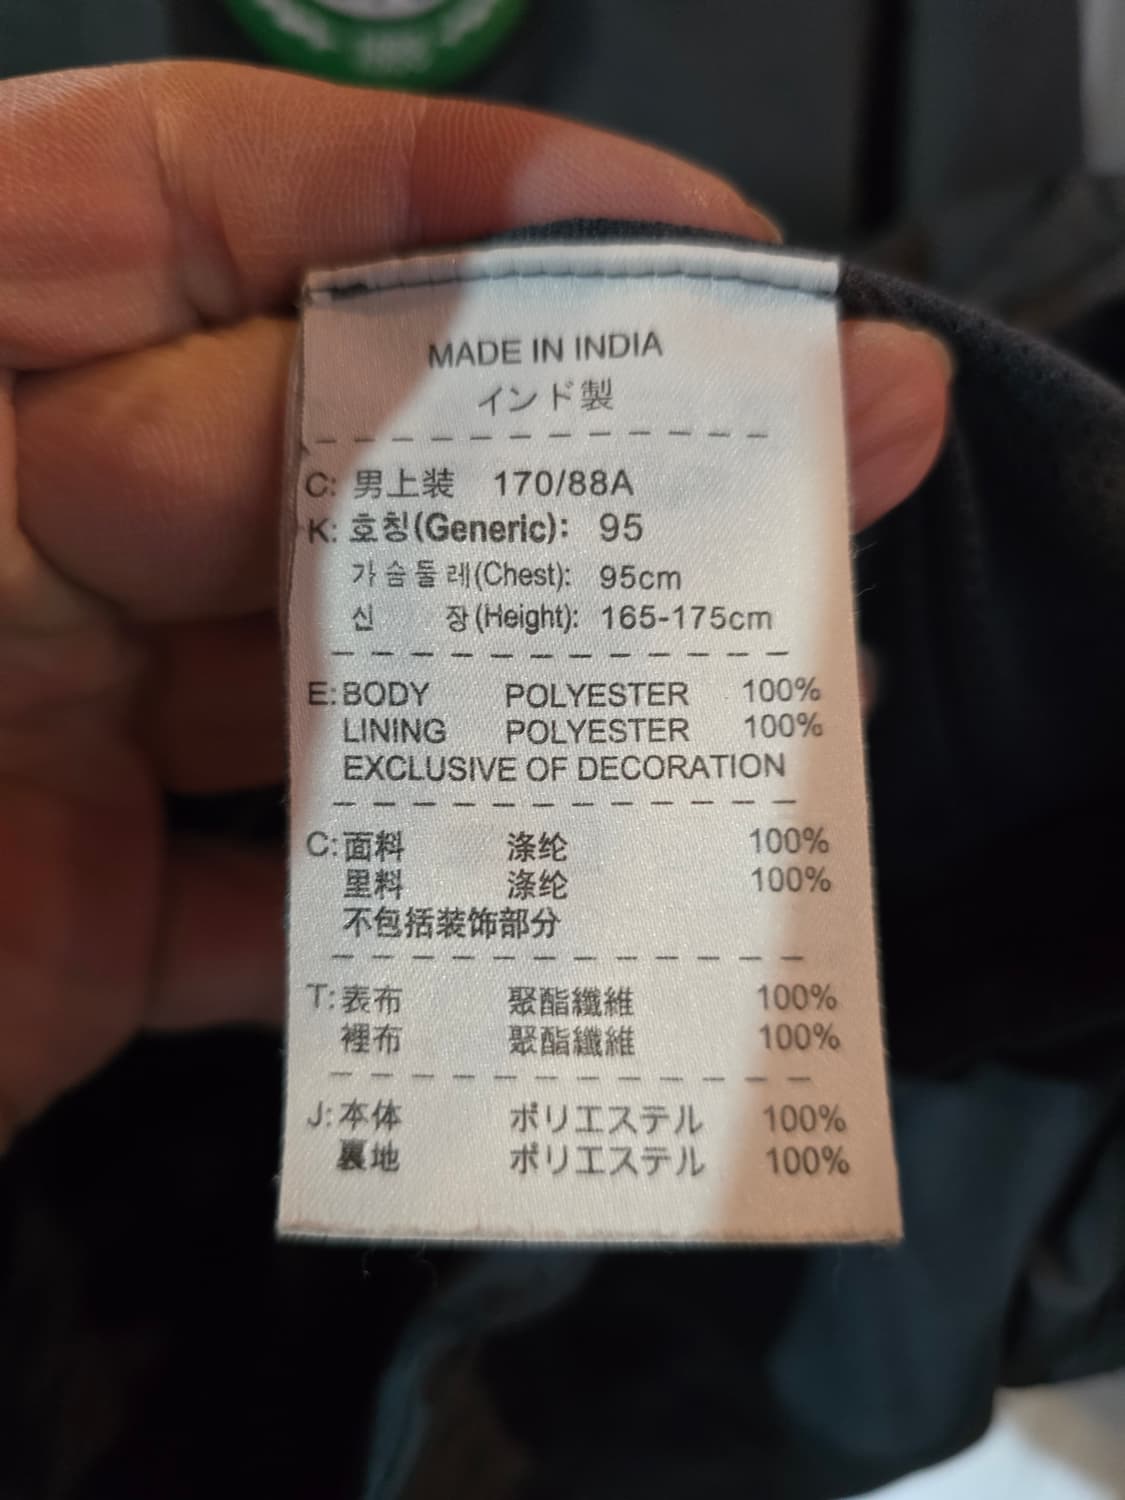 MADE IN INDIA
インド製
C: 男上装 170/88A
K: 호칭(Generic): 95
가슴둘레(Chest): 95cm
신 장(Height): 165-175cm
E: BODY POLYESTER 100%
LINING POLYESTER 100%
EXCLUSIVE OF DECORATION
C: 面料 涤纶 100%
里料 涤纶 100%
不包括装饰部分
T: 表布 聚酯纖維 100%
裡布 聚酯纖維 100%
J: 本体 ポリエステル 100%
裏地 ポリエステル 100%